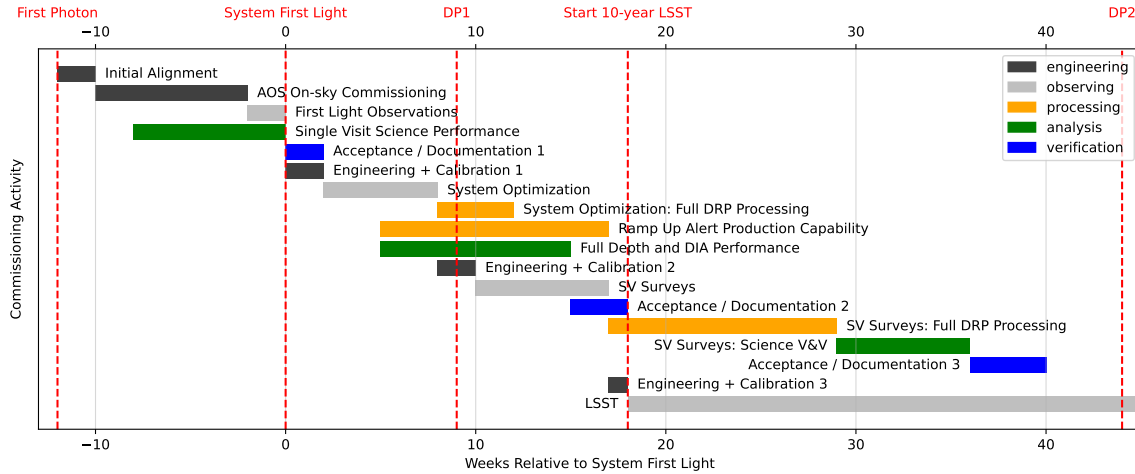 First Photon System First Light DP1 Start 10-year LSST DP2
−10 0 10 20 30 40
Initial Alignment
AOS On-sky Commissioning
First Light Observations
Single Visit Science Performance
Acceptance / Documentation 1
Engineering + Calibration 1
System Optimization
System Optimization: Full DRP Processing
Ramp Up Alert Production Capability
Full Depth and DIA Performance
Engineering + Calibration 2
SV Surveys
Acceptance / Documentation 2
SV Surveys: Full DRP Processing
SV Surveys: Science V&V
Acceptance / Documentation 3
Engineering + Calibration 3
LSST
engineering
observing
processing
analysis
verification
Commissioning Activity
−10 0 10 20 30 40
Weeks Relative to System First Light